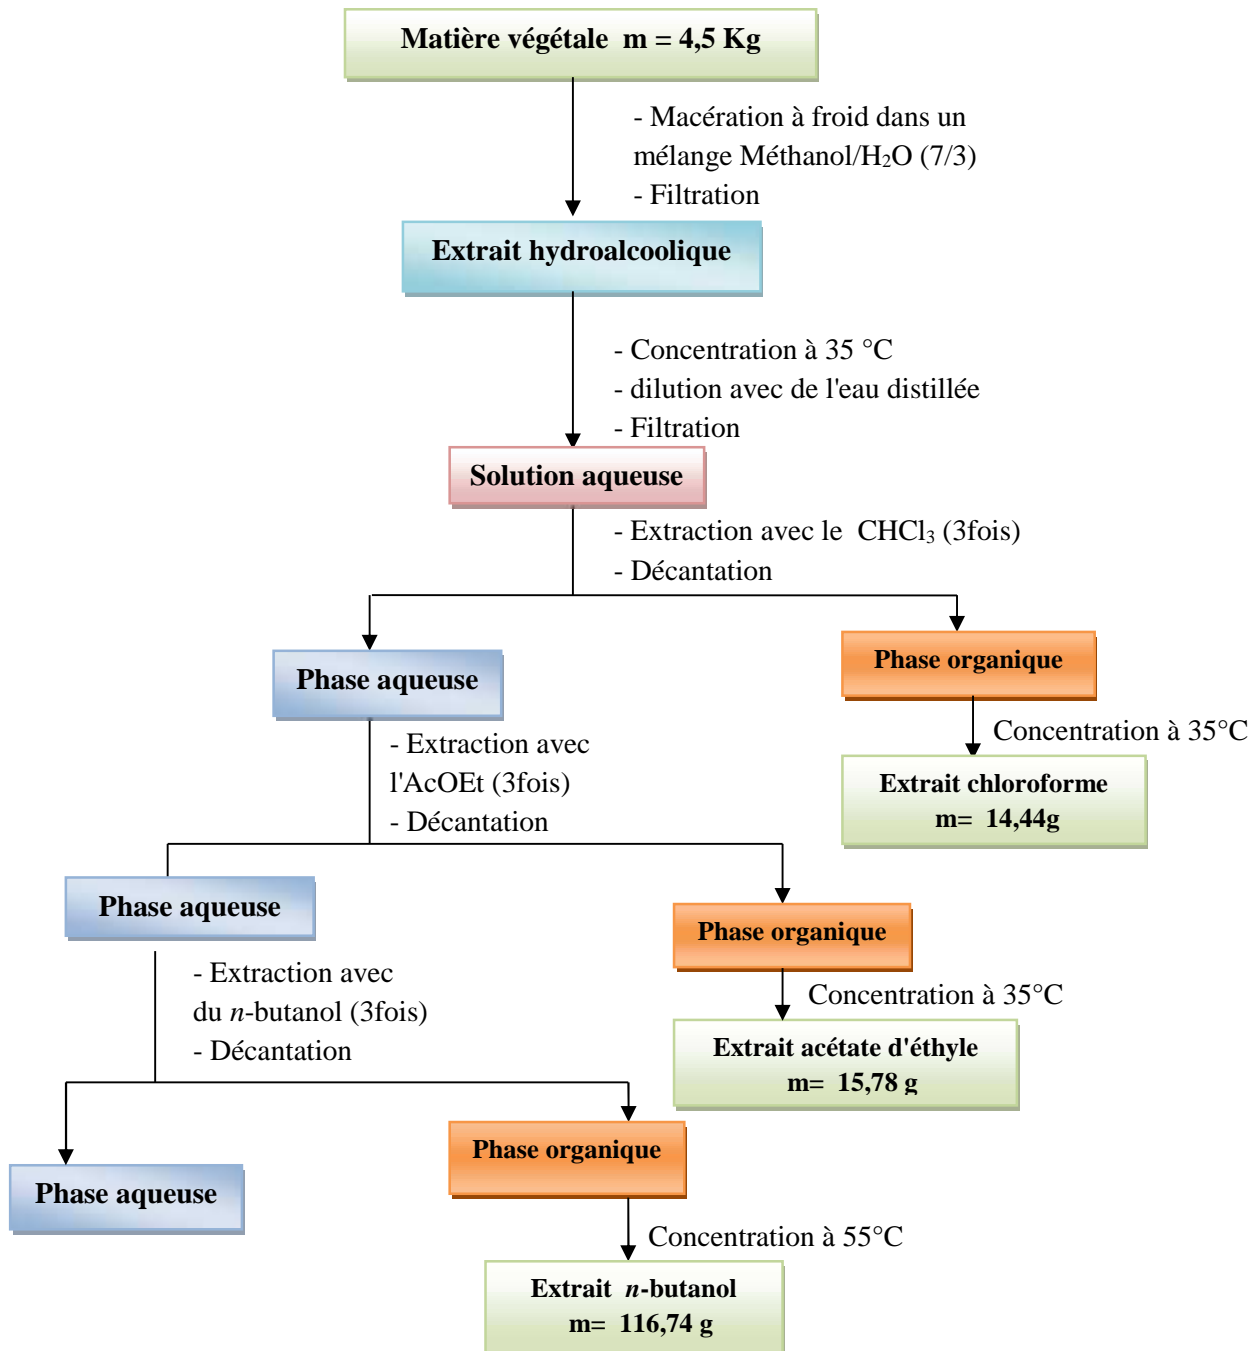 Matière végétale  m = 4,5 Kg
- Macération à froid dans un
mélange Méthanol/H₂O (7/3)
- Filtration
Extrait hydroalcoolique
- Concentration à 35 °C
- dilution avec de l'eau distillée
- Filtration
Solution aqueuse
- Extraction avec le  CHCl₃ (3fois)
- Décantation
Phase aqueuse
Phase organique
- Extraction avec
l'AcOEt (3fois)
- Décantation
Concentration à 35°C
Extrait chloroforme
m=  14,44g
Phase aqueuse
Phase organique
- Extraction avec
du n-butanol (3fois)
- Décantation
Concentration à 35°C
Extrait acétate d'éthyle
m=  15,78 g
Phase aqueuse
Phase organique
Concentration à 55°C
Extrait  n-butanol
m=  116,74 g